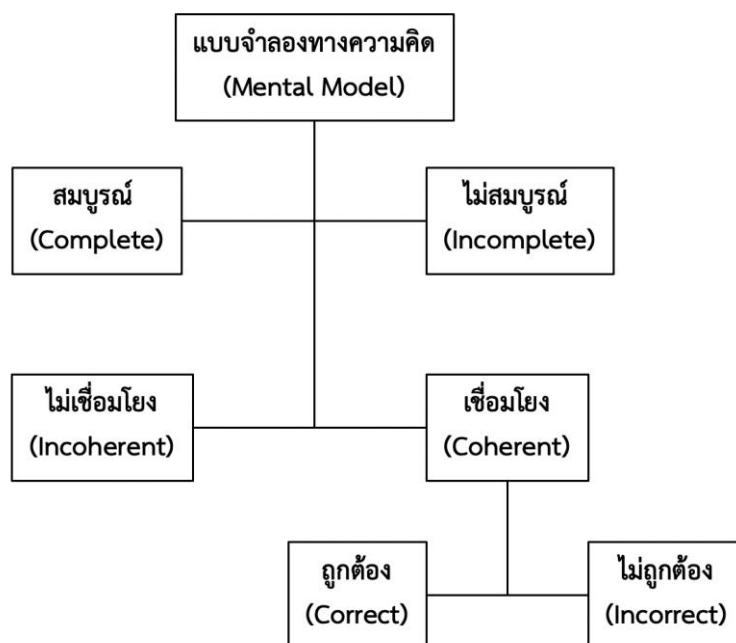 แบบจำลองทางความคิด
(Mental Model)
สมบูรณ์
(Complete)
ไม่สมบูรณ์
(Incomplete)
ไม่เชื่อมโยง
(Incoherent)
เชื่อมโยง
(Coherent)
ถูกต้อง
(Correct)
ไม่ถูกต้อง
(Incorrect)